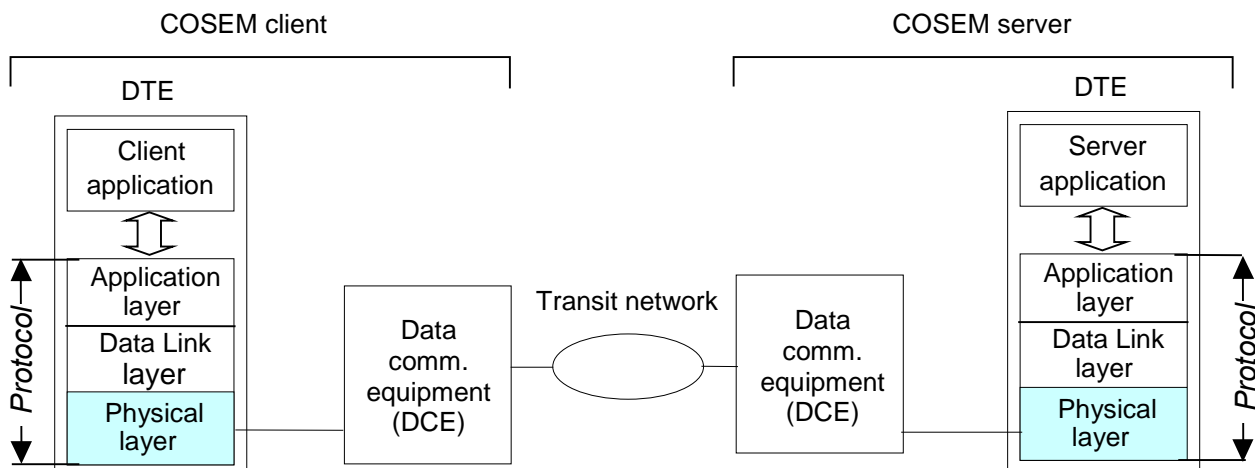 COSEM client
COSEM server
DTE
DTE
Client
application
Server
application
Protocol
Application
layer
Data Link
layer
Physical
layer
Data
comm.
equipment
(DCE)
Transit network
Data
comm.
equipment
(DCE)
Application
layer
Data Link
layer
Physical
layer
Protocol